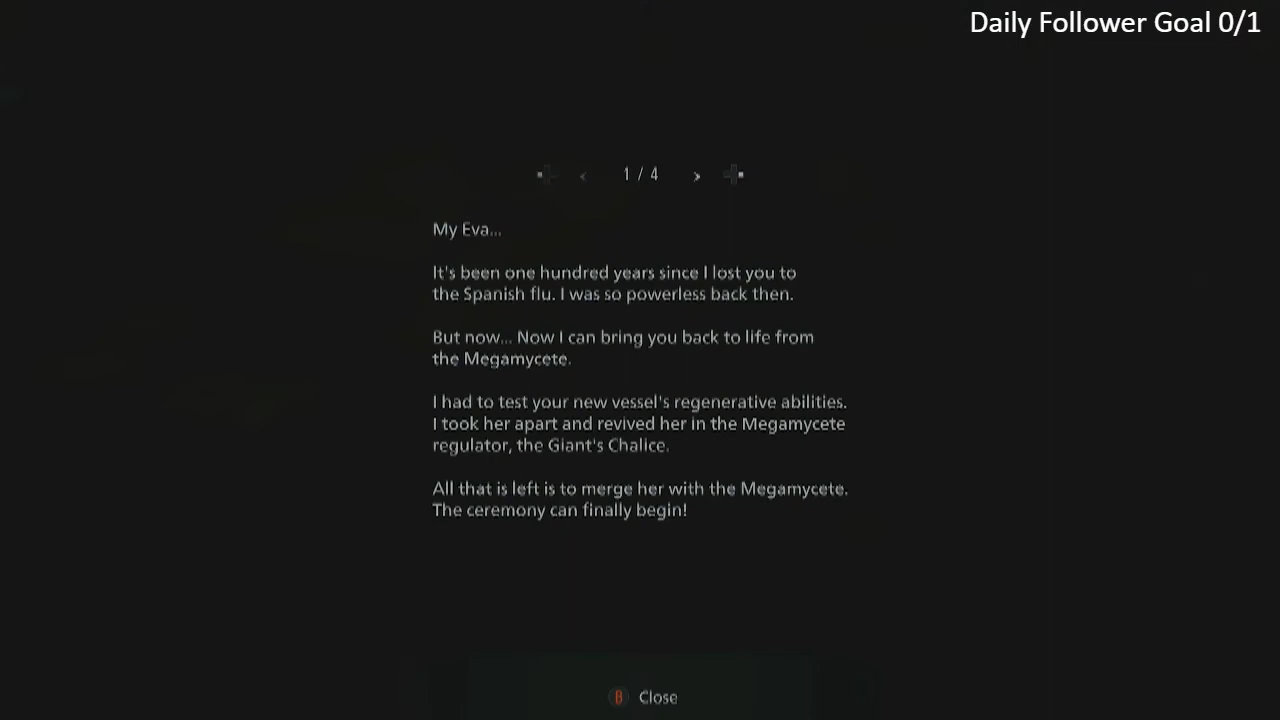 Daily Follower Goal 0/1
< 1 / 4 >
My Eva...
It's been one hundred years since I lost you to
the Spanish flu. I was so powerless back then.
But now... Now I can bring you back to life from
the Megamycete.
I had to test your new vessel's regenerative abilities.
I took her apart and revived her in the Megamycete
regulator, the Giant's Chalice.
All that is left is to merge her with the Megamycete.
The ceremony can finally begin!
B Close